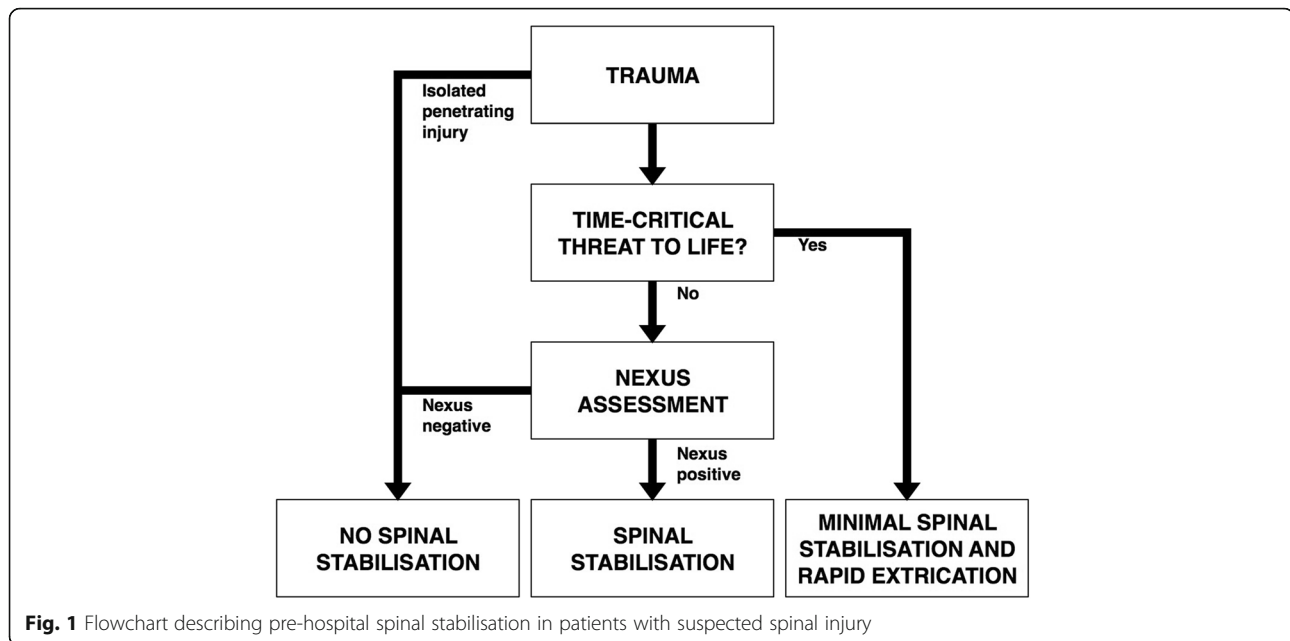 TRAUMA
Isolated
penetrating
injury
TIME-CRITICAL
THREAT TO LIFE?
Yes
No
NEXUS
ASSESSMENT
Nexus
negative
Nexus
positive
NO SPINAL
STABILISATION
SPINAL
STABILISATION
MINIMAL SPINAL
STABILISATION AND
RAPID EXTRICATION
Fig. 1 Flowchart describing pre-hospital spinal stabilisation in patients with suspected spinal injury